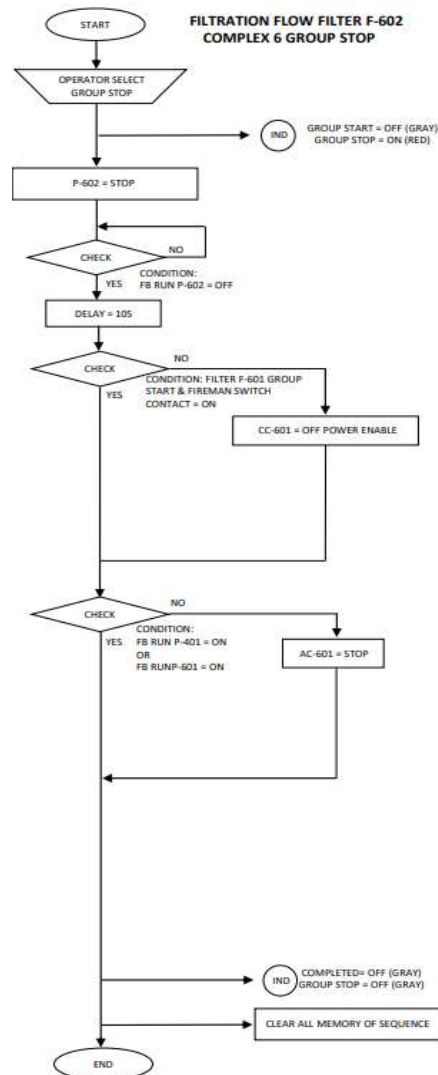 START
FILTRATION FLOW FILTER F-602
COMPLEX 6 GROUP STOP
OPERATOR SELECT
GROUP STOP
IND
GROUP START = OFF (GRAY)
GROUP STOP = ON (RED)
P-602 = STOP
NO
CHECK
CONDITION:
FB RUN P-602 = OFF
YES
DELAY = 10S
NO
CHECK
CONDITION: FILTER F-601 GROUP
START & FIREMAN SWITCH
CONTACT = ON
YES
CC-601 = OFF POWER ENABLE
NO
CHECK
CONDITION:
FB RUN P-401 = ON
OR
FB RUNP-601 = ON
YES
AC-601 = STOP
IND
COMPLETED= OFF (GRAY)
GROUP STOP = OFF (GRAY)
CLEAR ALL MEMORY OF SEQUENCE
END